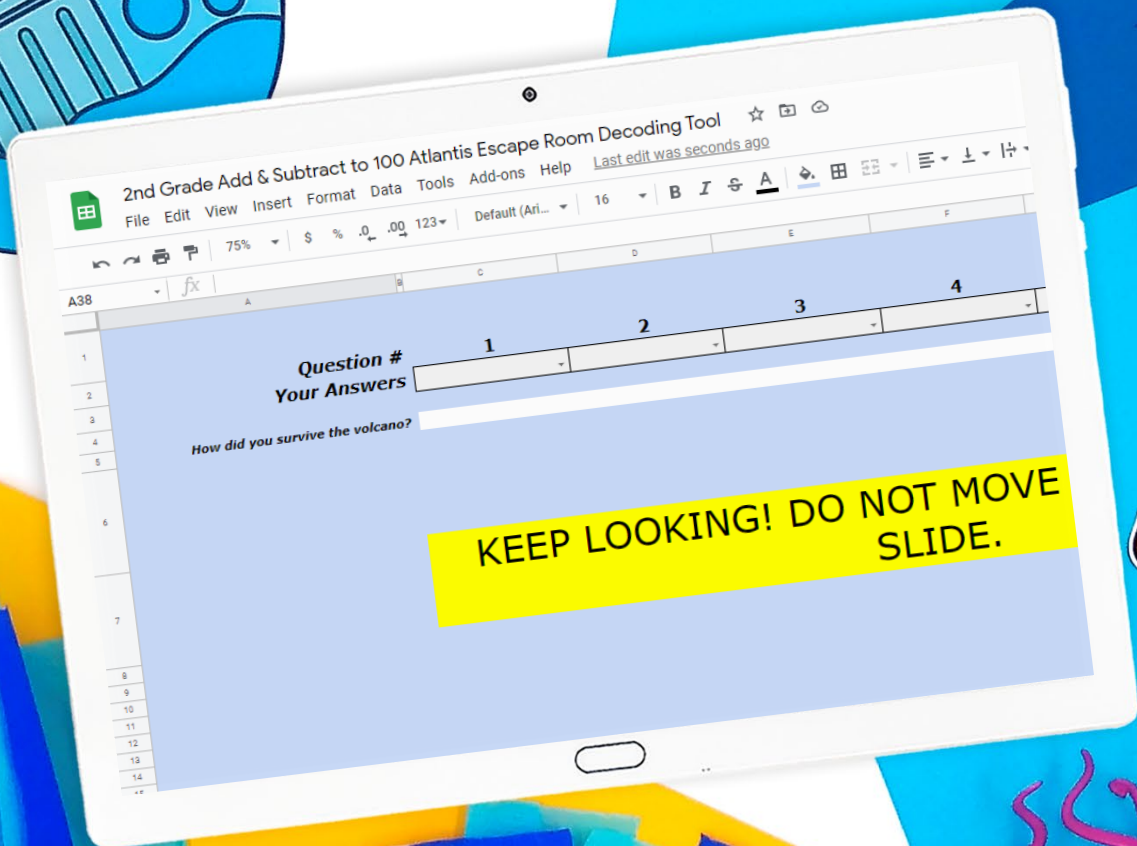 2nd Grade Add & Subtract to 100 Atlantis Escape Room Decoding Tool
File Edit View Insert Format Data Tools Add-ons Help Last edit was seconds ago
75% $ % .0 .00 123 Default (Ari... 16 B I S A
A38 fx
A B C D E F
1
2
3
4
5
6
7
8
9
10
11
12
13
14
15
Question # 1 2 3 4
Your Answers
How did you survive the volcano?
KEEP LOOKING! DO NOT MOVE
SLIDE.